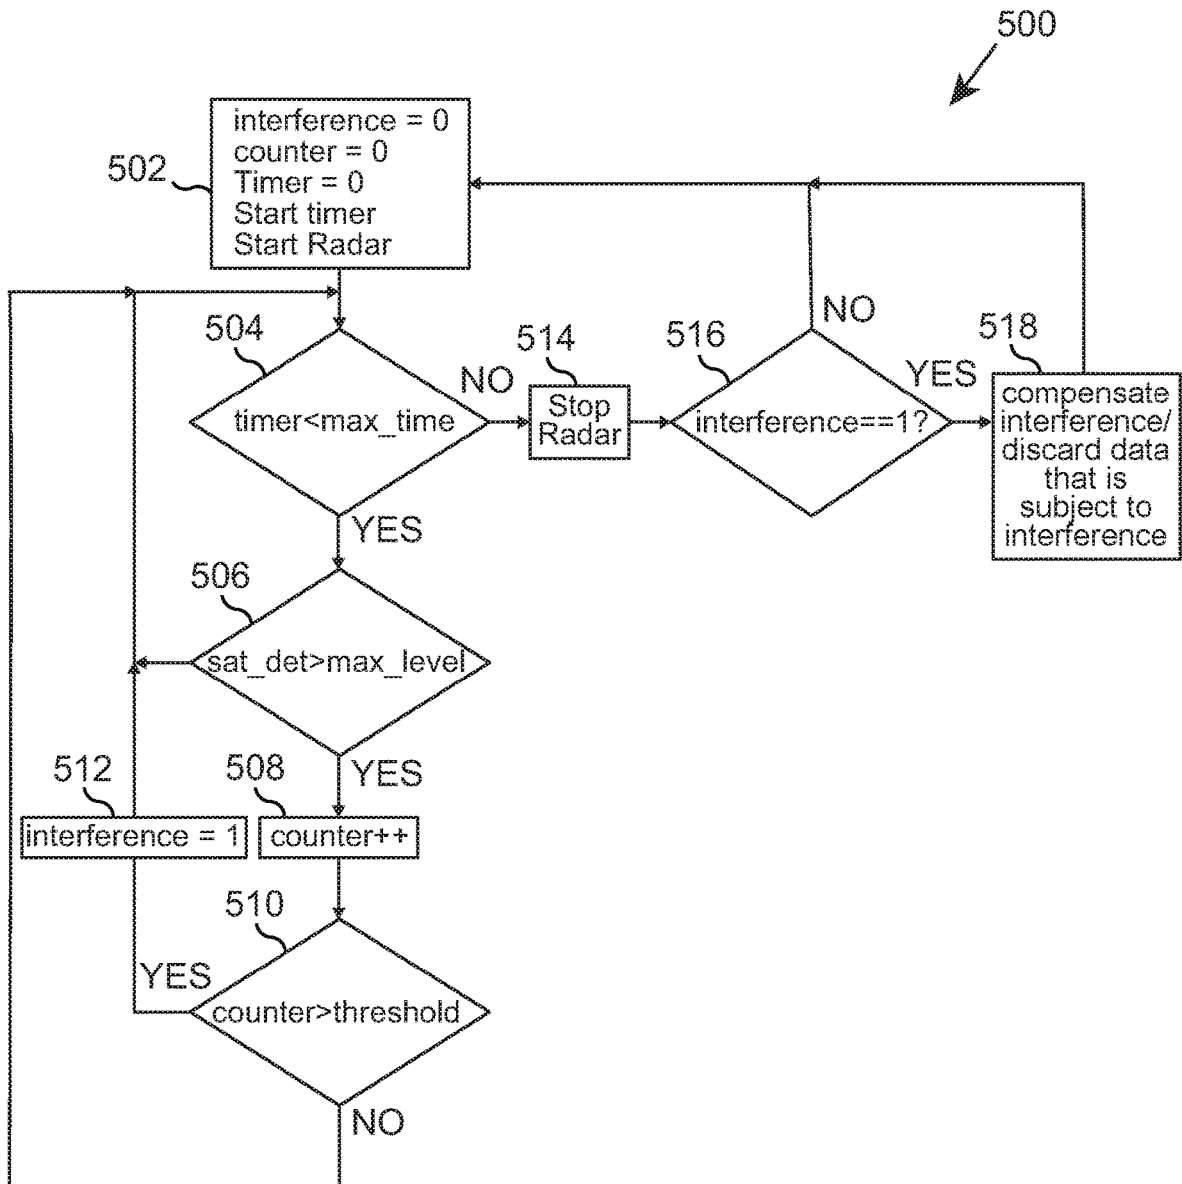 500
interference = 0
counter = 0
Timer = 0
Start timer
Start Radar
502
504
timer<max_time
NO
YES
514
Stop
Radar
516
interference==1?
NO
YES
518
compensate
interference/
discard data
that is
subject to
interference
506
sat_det>max_level
YES
512
interference = 1
508
counter++
510
counter>threshold
YES
NO